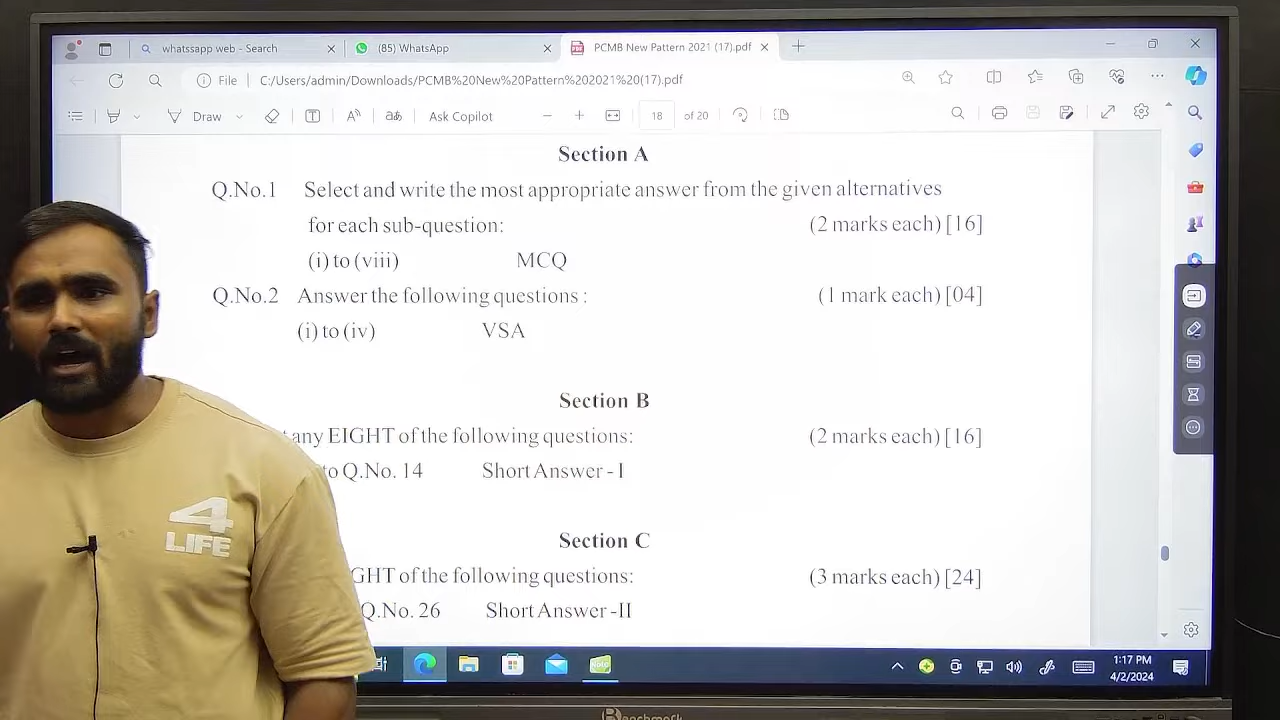 whatssapp web - Search
(85) WhatsApp
PCMB New Pattern 2021 (17).pdf
File C:/Users/admin/Downloads/PCMB%20New%20Pattern%202021%20(17).pdf
Draw
Ask Copilot
18 of 20
Section A
Q.No.1 Select and write the most appropriate answer from the given alternatives
for each sub-question: (2 marks each) [16]
(i) to (viii) MCQ
Q.No.2 Answer the following questions : (1 mark each) [04]
(i) to (iv) VSA
Section B
any EIGHT of the following questions: (2 marks each) [16]
to Q.No. 14 Short Answer - I
Section C
GHT of the following questions: (3 marks each) [24]
Q.No. 26 Short Answer -II
4
LIFE
1:17 PM
4/2/2024
Benchmark